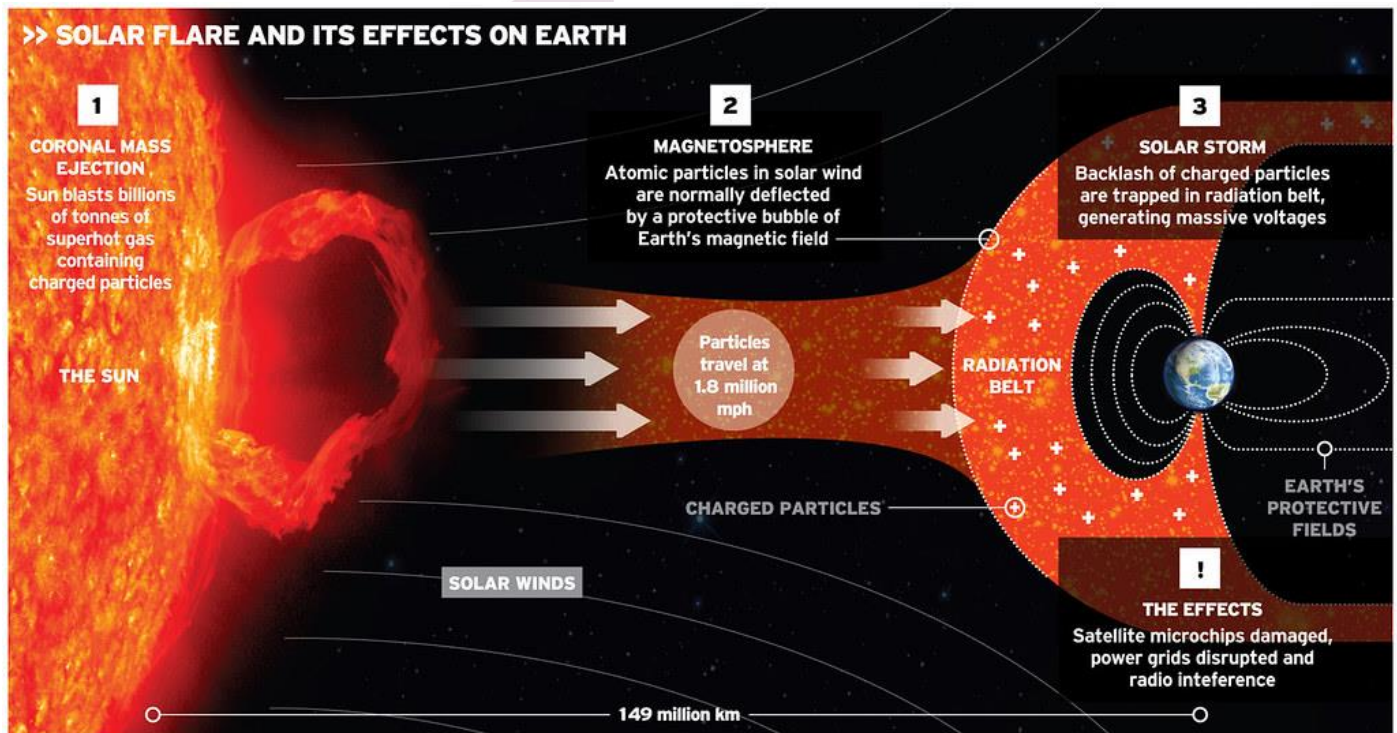 >> SOLAR FLARE AND ITS EFFECTS ON EARTH
1
CORONAL MASS
EJECTION
Sun blasts billions
of tonnes of
superhot gas
containing
charged particles
THE SUN
2
MAGNETOSPHERE
Atomic particles in solar wind
are normally deflected
by a protective bubble of
Earth's magnetic field
Particles
travel at
1.8 million
mph
3
SOLAR STORM
Backlash of charged particles
are trapped in radiation belt,
generating massive voltages
RADIATION
BELT
CHARGED PARTICLES
EARTH'S
PROTECTIVE
FIELDS
SOLAR WINDS
!
THE EFFECTS
Satellite microchips damaged,
power grids disrupted and
radio inteference
149 million km